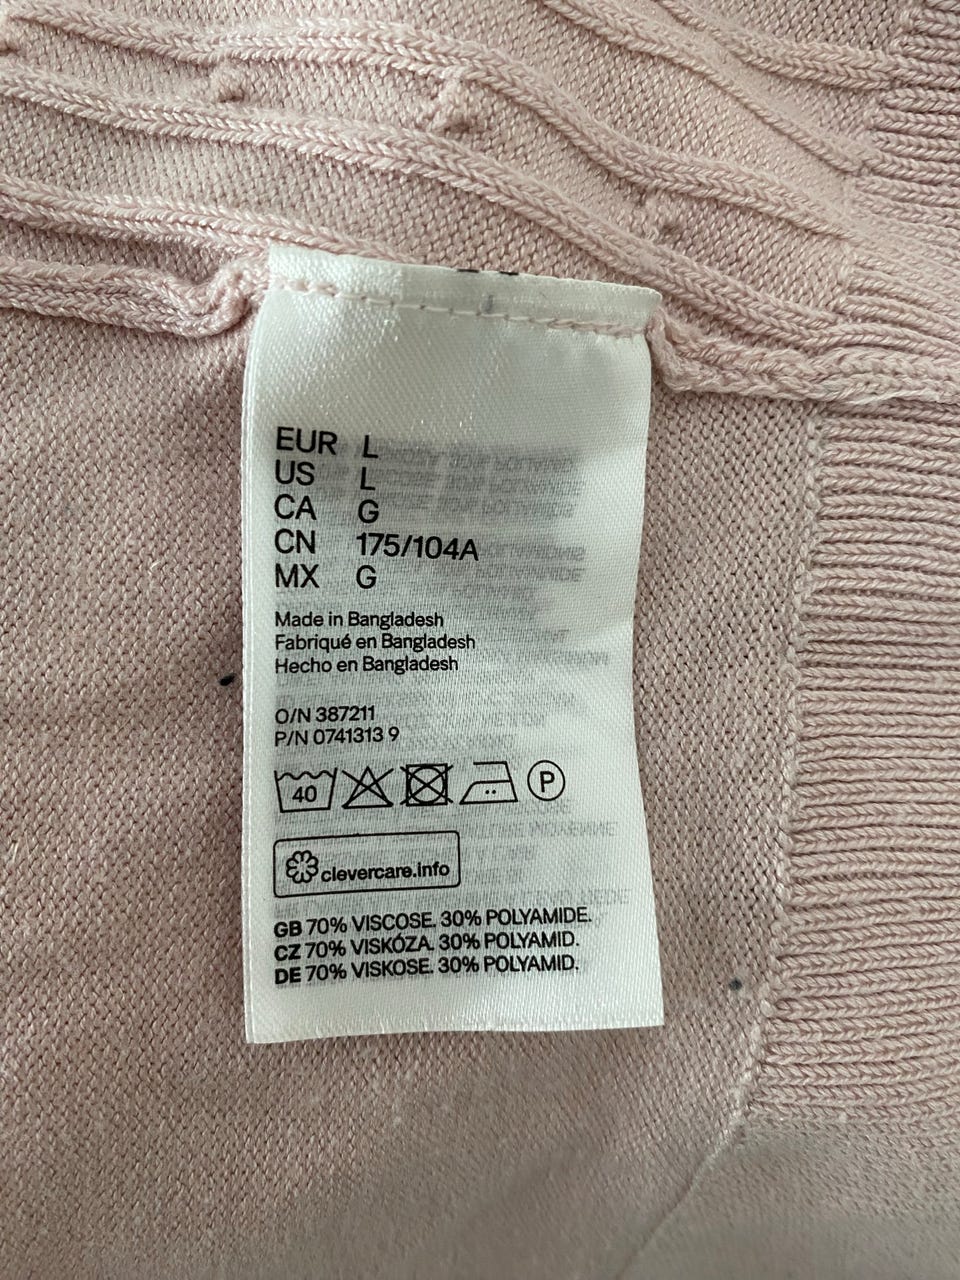 EUR L
US L
CA G
CN 175/104A
MX G
Made in Bangladesh
Fabriqué en Bangladesh
Hecho en Bangladesh
O/N 387211
P/N 0741313 9
40 P
clevercare.info
GB 70% VISCOSE. 30% POLYAMIDE.
CZ 70% VISKÓZA. 30% POLYAMID.
DE 70% VISKOSE. 30% POLYAMID.